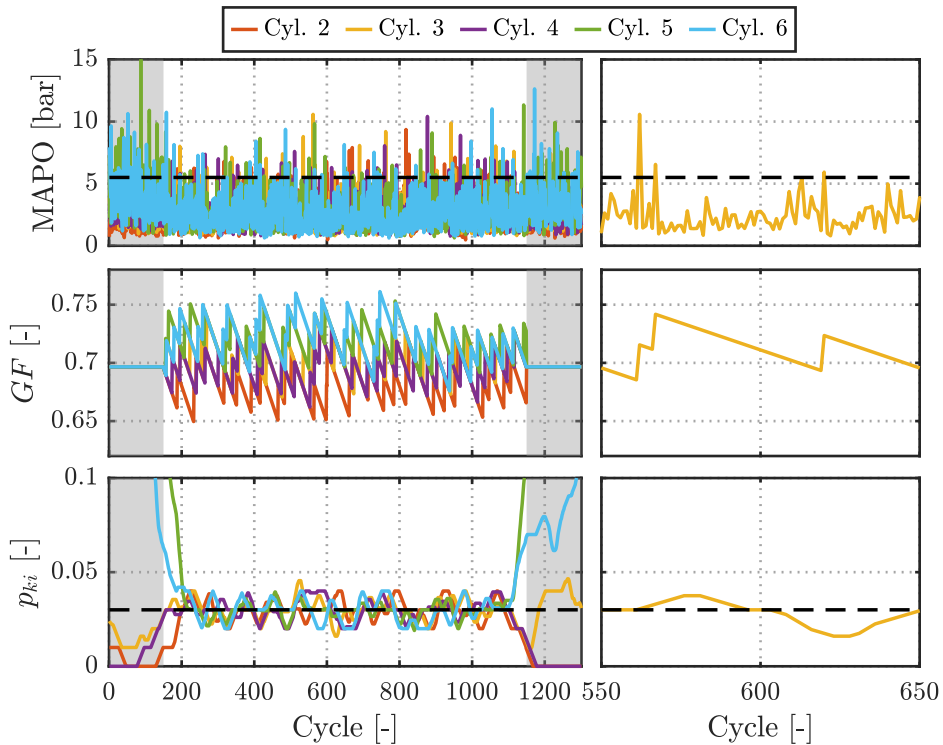 Cyl. 2 Cyl. 3 Cyl. 4 Cyl. 5 Cyl. 6
MAPO [bar]
15
10
5
0
GF [-]
0.75
0.7
0.65
p_{ki} [-]
0.1
0.05
0
0 200 400 600 800 1000 1200
Cycle [-]
550 600 650
Cycle [-]